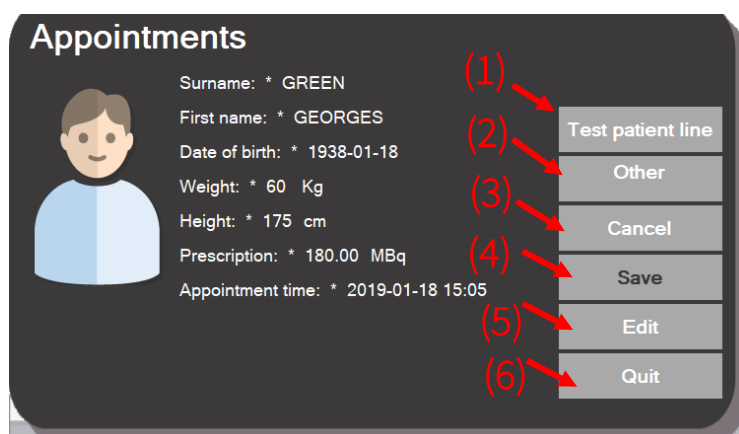 Appointments
Surname: * GREEN
First name: * GEORGES
Date of birth: * 1938-01-18
Weight: * 60 Kg
Height: * 175 cm
Prescription: * 180.00 MBq
Appointment time: * 2019-01-18 15:05
(1)
Test patient line
(2)
Other
(3)
Cancel
(4)
Save
(5)
Edit
(6)
Quit